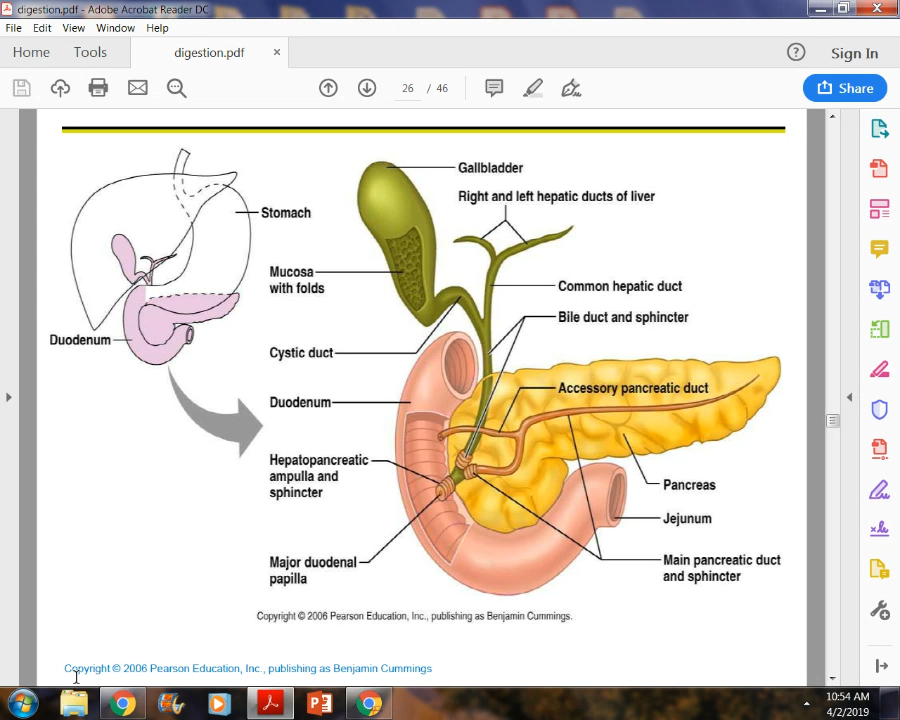 digestion.pdf - Adobe Acrobat Reader DC
File Edit View Window Help
Home Tools digestion.pdf × ? Sign In
26 / 46 Share
Gallbladder
Right and left hepatic ducts of liver
Stomach
Mucosa
with folds
Common hepatic duct
Bile duct and sphincter
Duodenum
Cystic duct
Accessory pancreatic duct
Duodenum
Hepatopancreatic
ampulla and
sphincter
Pancreas
Jejunum
Major duodenal
papilla
Main pancreatic duct
and sphincter
Copyright © 2006 Pearson Education, Inc., publishing as Benjamin Cummings.
Copyright © 2006 Pearson Education, Inc., publishing as Benjamin Cummings
10:54 AM
4/2/2019